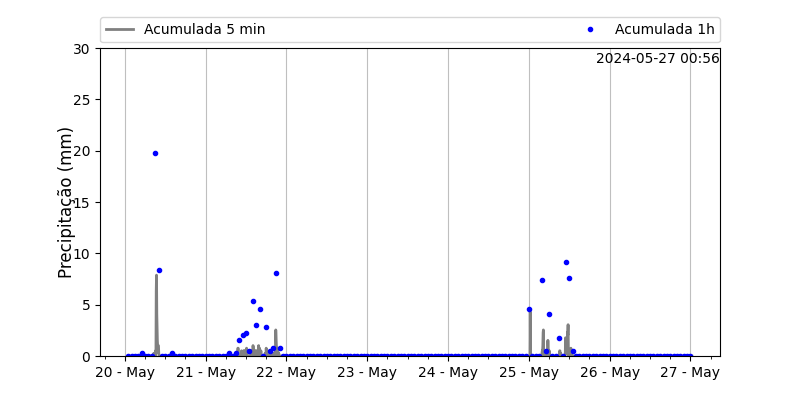 Acumulada 5 min
Acumulada 1h
2024-05-27 00:56
Precipitação (mm)
30
25
20
15
10
5
0
20 - May 21 - May 22 - May 23 - May 24 - May 25 - May 26 - May 27 - May